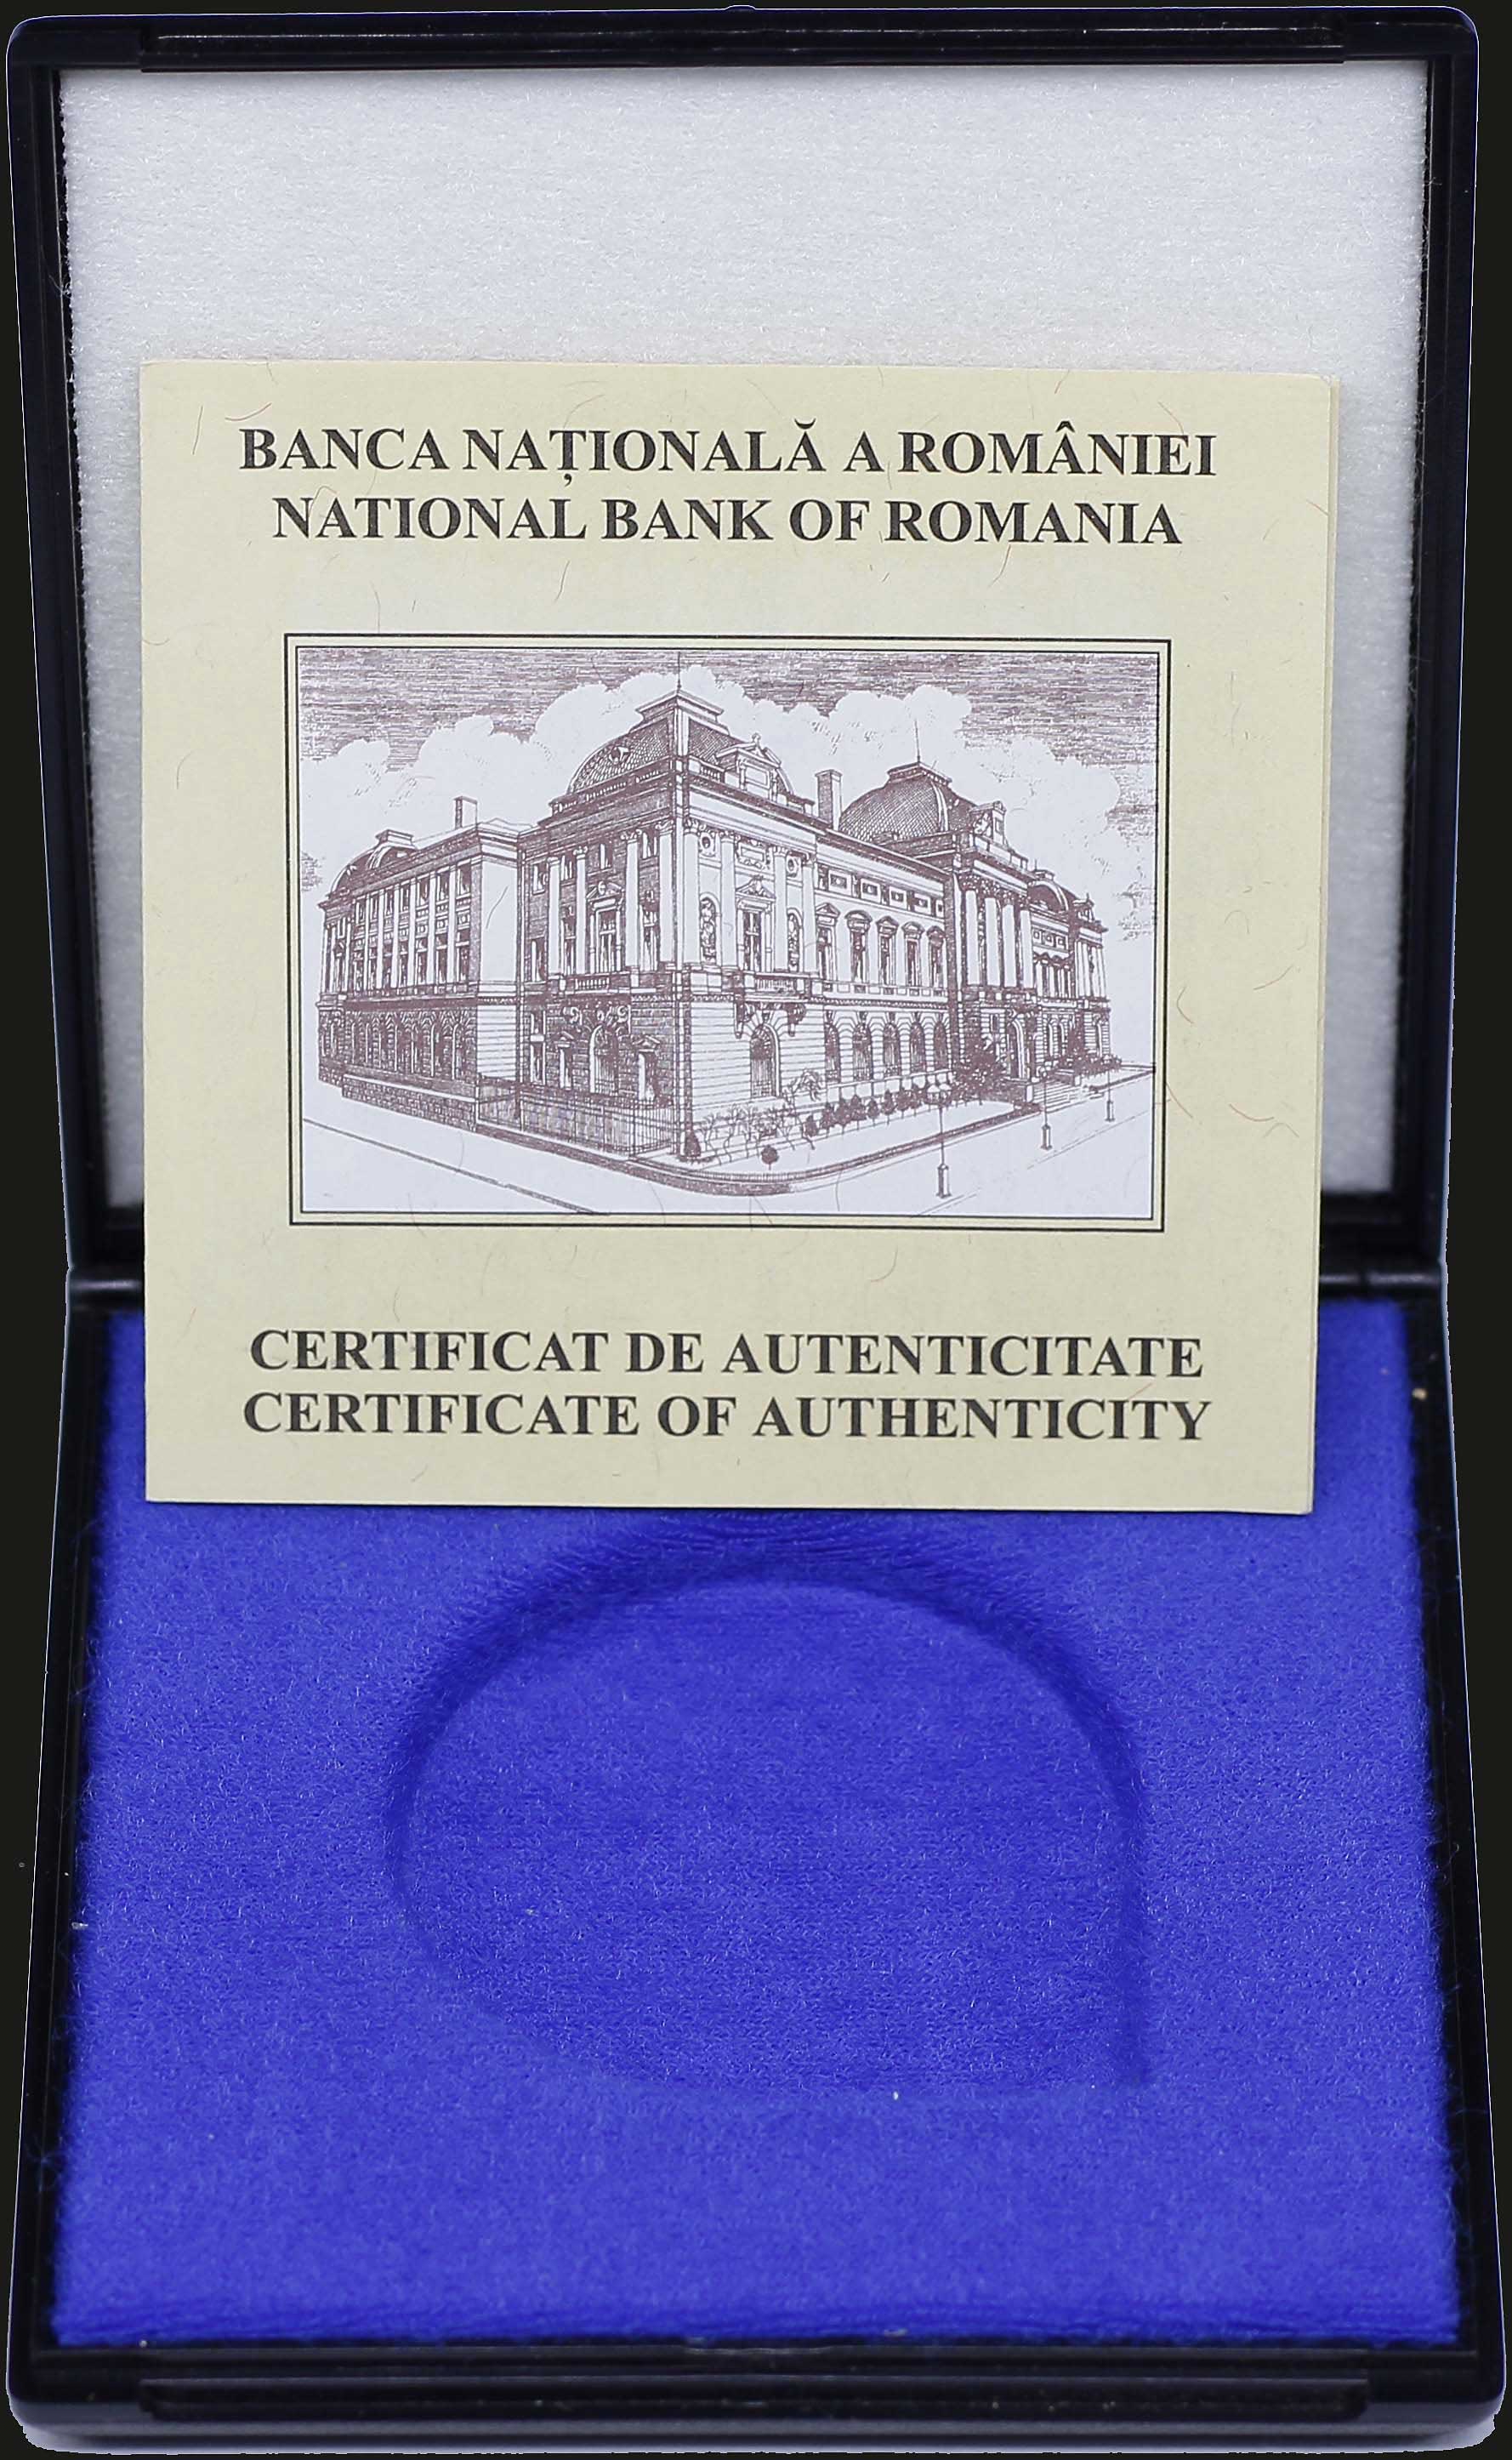 BANCA NAȚIONALĂ A ROMÂNIEI
NATIONAL BANK OF ROMANIA
CERTIFICAT DE AUTENTICITATE
CERTIFICATE OF AUTHENTICITY